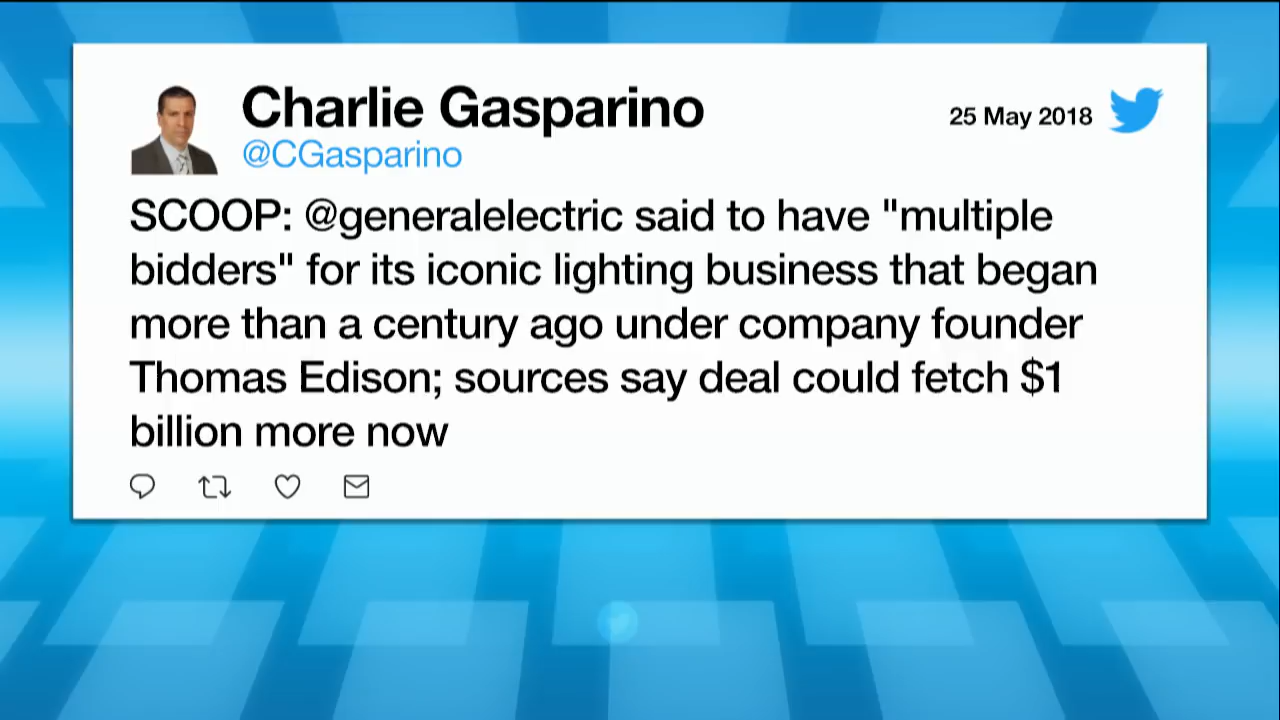 Charlie Gasparino
25 May 2018
@CGasparino
SCOOP: @generalelectric said to have "multiple
bidders" for its iconic lighting business that began
more than a century ago under company founder
Thomas Edison; sources say deal could fetch $1
billion more now